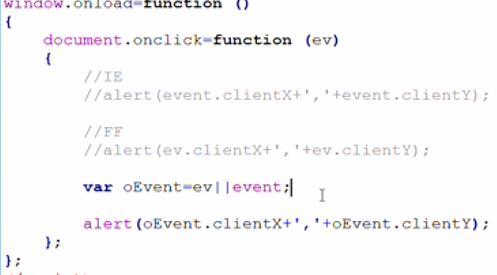 window.onload=function ()
{
document.onclick=function (ev)
{
//IE
//alert(event.clientX+','+event.clientY);
//FF
//alert(ev.clientX+','+ev.clientY);
var oEvent=ev||event;
alert(oEvent.clientX+','+oEvent.clientY);
};
};